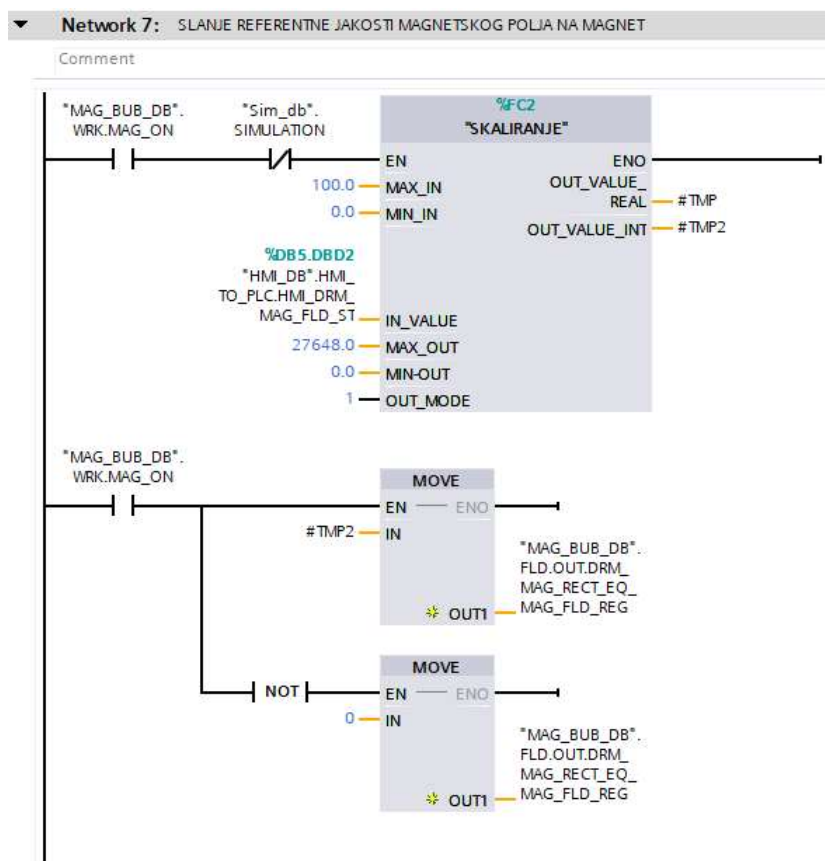 Network 7: SLANJE REFERENTNE JAKOSTI MAGNETSKOG POLJA NA MAGNET
Comment
"MAG_BUB_DB".
WRK.MAG_ON
"Sim_db".
SIMULATION
%FC2
"SKALIRANJE"
EN
ENO
100.0
MAX_IN
0.0
MIN_IN
OUT_VALUE_
REAL
#TMP
OUT_VALUE_INT
#TMP2
%DB5.DBD2
"HMI_DB".HMI_
TO_PLC.HMI_DRM_
MAG_FLD_ST
IN_VALUE
27648.0
MAX_OUT
0.0
MIN-OUT
1
OUT_MODE
"MAG_BUB_DB".
WRK.MAG_ON
MOVE
EN
ENO
#TMP2
IN
OUT1
"MAG_BUB_DB".
FLD.OUT.DRM_
MAG_RECT_EQ_
MAG_FLD_REG
NOT
MOVE
EN
ENO
0
IN
OUT1
"MAG_BUB_DB".
FLD.OUT.DRM_
MAG_RECT_EQ_
MAG_FLD_REG